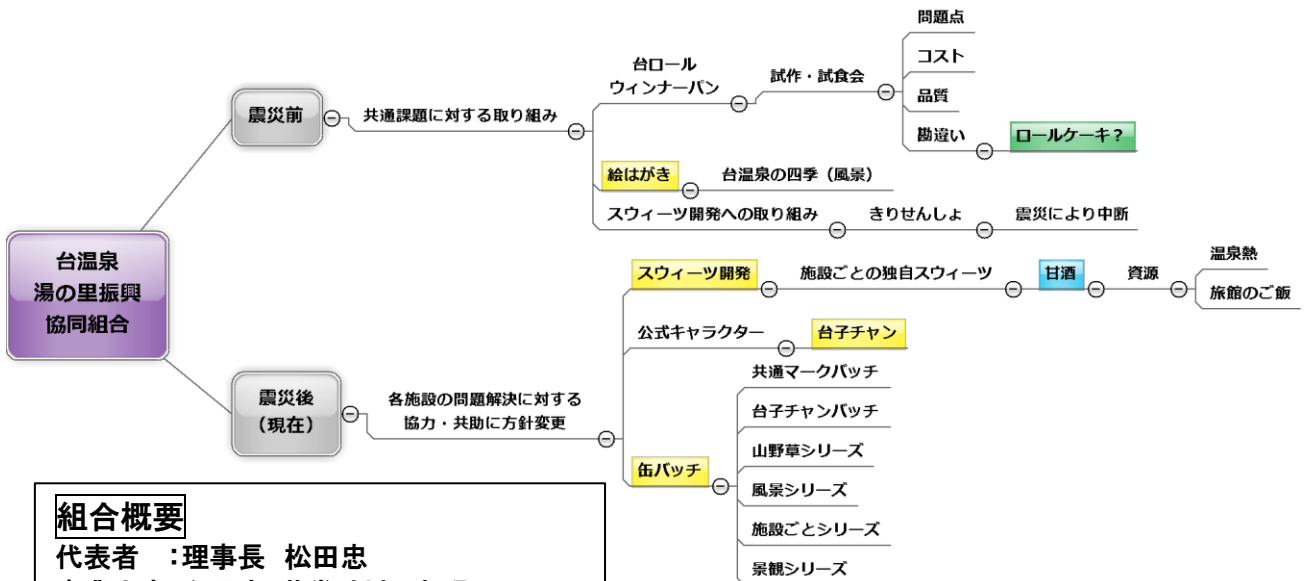 台温泉
湯の里振興
協同組合
震災前
共通課題に対する取り組み
台ロール
ウィンナーパン
試作・試食会
問題点
コスト
品質
勘違い
ロールケーキ？
絵はがき
台温泉の四季（風景）
スウィーツ開発への取り組み
きりせんしょ
震災により中断
震災後
（現在）
各施設の問題解決に対する
協力・共助に方針変更
スウィーツ開発
施設ごとの独自スウィーツ
甘酒
資源
温泉熱
旅館のご飯
公式キャラクター
台子チャン
缶バッチ
共通マークバッチ
台子チャンバッチ
山野草シリーズ
風景シリーズ
施設ごとシリーズ
景観シリーズ
組合概要
代表者　：理事長　松田忠